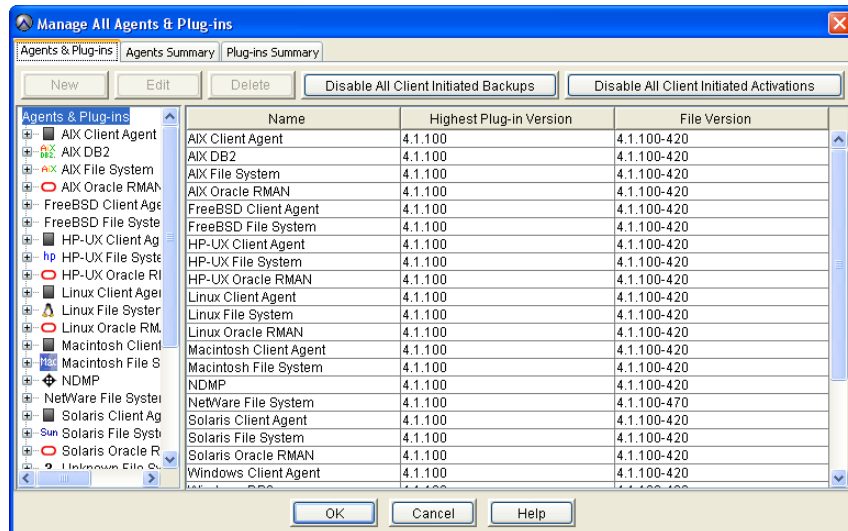 Manage All Agents & Plug-ins
Agents & Plug-ins Agents Summary Plug-ins Summary
New Edit Delete Disable All Client Initiated Backups Disable All Client Initiated Activations
Agents & Plug-ins
AIX Client Agent
AIX DB2
AIX File System
AIX Oracle RMAN
FreeBSD Client Age
FreeBSD File Syste
HP-UX Client Ag
hp HP-UX File Syste
HP-UX Oracle RI
Linux Client Agei
Linux File System
Linux Oracle RM
Macintosh Client
Mac Macintosh File S
NDMP
NetWare File System
Solaris Client Ag
Sun Solaris File Syst
Solaris Oracle R
? Unknown File Sy
Name Highest Plug-in Version File Version
AIX Client Agent 4.1.100 4.1.100-420
AIX DB2 4.1.100 4.1.100-420
AIX File System 4.1.100 4.1.100-420
AIX Oracle RMAN 4.1.100 4.1.100-420
FreeBSD Client Agent 4.1.100 4.1.100-420
FreeBSD File System 4.1.100 4.1.100-420
HP-UX Client Agent 4.1.100 4.1.100-420
HP-UX File System 4.1.100 4.1.100-420
HP-UX Oracle RMAN 4.1.100 4.1.100-420
Linux Client Agent 4.1.100 4.1.100-420
Linux File System 4.1.100 4.1.100-420
Linux Oracle RMAN 4.1.100 4.1.100-420
Macintosh Client Agent 4.1.100 4.1.100-420
Macintosh File System 4.1.100 4.1.100-420
NDMP 4.1.100 4.1.100-420
NetWare File System 4.1.100 4.1.100-470
Solaris Client Agent 4.1.100 4.1.100-420
Solaris File System 4.1.100 4.1.100-420
Solaris Oracle RMAN 4.1.100 4.1.100-420
Windows Client Agent 4.1.100 4.1.100-420
OK Cancel Help